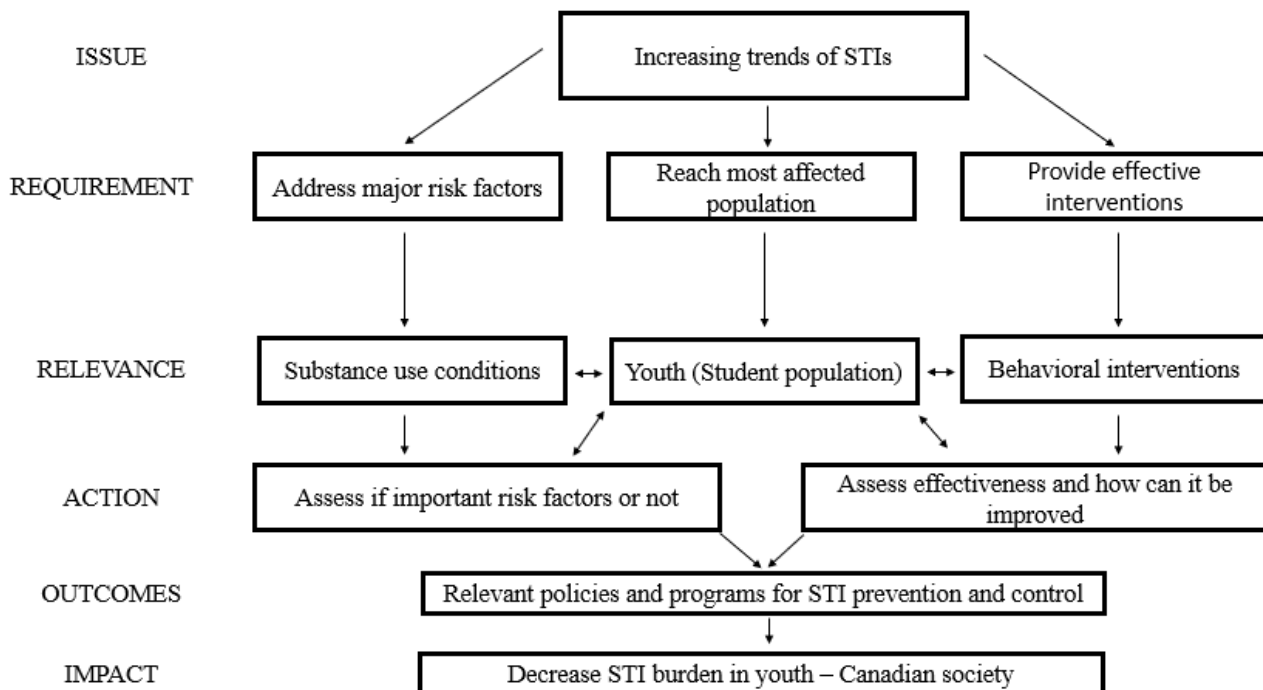 ISSUE
Increasing trends of STIs
REQUIREMENT
Address major risk factors
Reach most affected
population
Provide effective
interventions
RELEVANCE
Substance use conditions
Youth (Student population)
Behavioral interventions
ACTION
Assess if important risk factors or not
Assess effectiveness and how can it be
improved
OUTCOMES
Relevant policies and programs for STI prevention and control
IMPACT
Decrease STI burden in youth – Canadian society